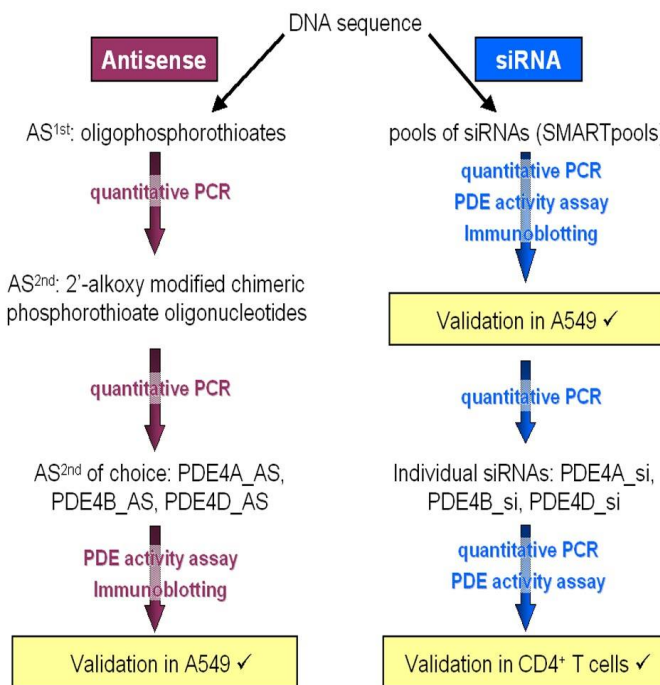 DNA sequence
Antisense
AS1st: oligophosphorothioates
quantitative PCR
AS2nd: 2'-alkoxy modified chimeric
phosphorothioate oligonucleotides
quantitative PCR
AS2nd of choice: PDE4A_AS,
PDE4B_AS, PDE4D_AS
PDE activity assay
Immunoblotting
Validation in A549 ✓
siRNA
pools of siRNAs (SMARTpools)
quantitative PCR
PDE activity assay
Immunoblotting
Validation in A549 ✓
quantitative PCR
Individual siRNAs: PDE4A_si,
PDE4B_si, PDE4D_si
quantitative PCR
PDE activity assay
Validation in CD4+ T cells ✓